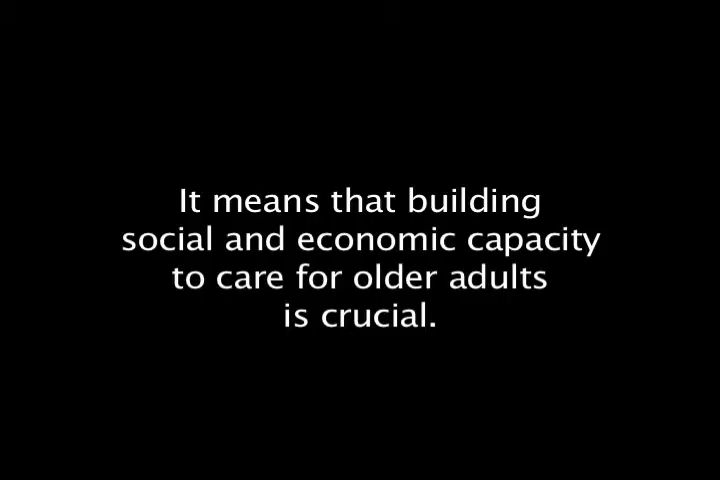 It means that building
social and economic capacity
to care for older adults
is crucial.